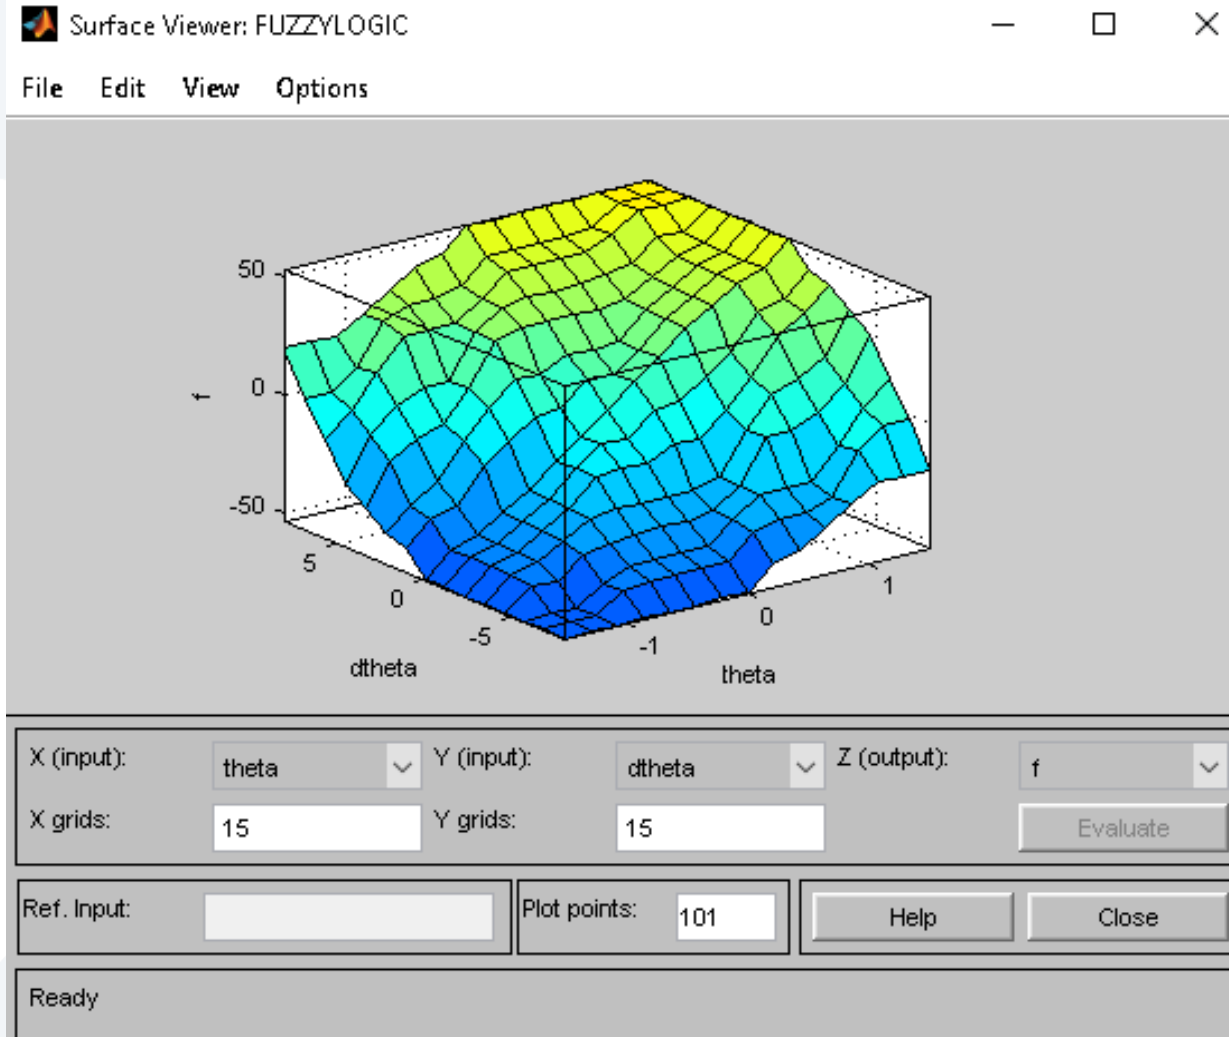 Surface Viewer: FUZZYLOGIC
File Edit View Options
50
0
-50
f
5
0
-5
dtheta
-1
0
1
theta
X (input): theta Y (input): dtheta Z (output): f
X grids: 15 Y grids: 15 Evaluate
Ref. Input: Plot points: 101 Help Close
Ready